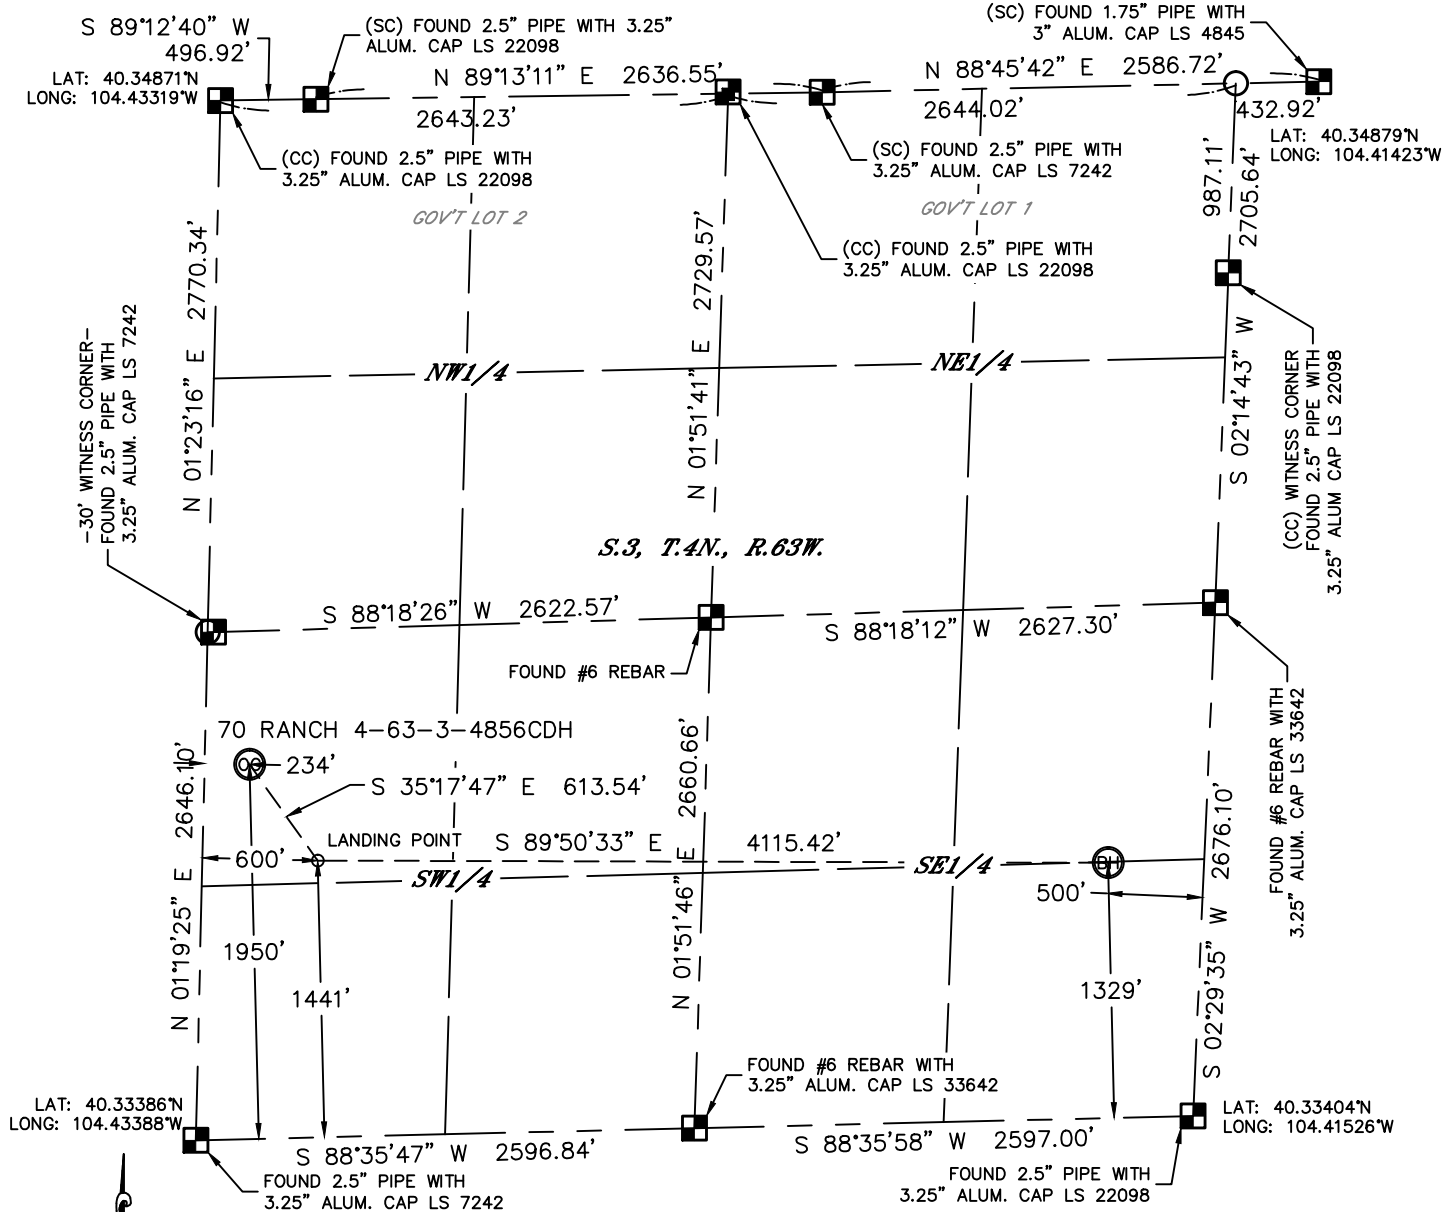 S 89°12'40" W
496.92'
(SC) FOUND 2.5" PIPE WITH 3.25"
ALUM. CAP LS 22098
(SC) FOUND 1.75" PIPE WITH
3" ALUM. CAP LS 4845
LAT: 40.34871°N
LONG: 104.43319°W
N 89°13'11" E 2636.55'
2643.23'
N 88°45'42" E 2586.72'
2644.02'
432.92'
LAT: 40.34879°N
LONG: 104.41423°W
(CC) FOUND 2.5" PIPE WITH
3.25" ALUM. CAP LS 22098
(SC) FOUND 2.5" PIPE WITH
3.25" ALUM. CAP LS 7242
987.11'
2705.64'
GOV'T LOT 2
GOV'T LOT 1
(CC) FOUND 2.5" PIPE WITH
3.25" ALUM. CAP LS 22098
N 01°23'16" E 2770.34'
N 01°51'41" E 2729.57'
S 02°14'43" W
-30' WITNESS CORNER-
FOUND 2.5" PIPE WITH
3.25" ALUM. CAP LS 7242
(CC) WITNESS CORNER
FOUND 2.5" PIPE WITH
3.25" ALUM CAP LS 22098
NW1/4
NE1/4
S.3, T.4N., R.63W.
S 88°18'26" W 2622.57'
S 88°18'12" W 2627.30'
FOUND #6 REBAR
FOUND #6 REBAR WITH
3.25" ALUM. CAP LS 33642
70 RANCH 4-63-3-4856CDH
OG
234'
S 35°17'47" E 613.54'
LANDING POINT
S 89°50'33" E 4115.42'
600'
SW1/4
SE1/4
BH
500'
N 01°19'25" E 2646.10'
N 01°51'46" E 2660.66'
S 02°29'35" W 2676.10'
1950'
1441'
1329'
FOUND #6 REBAR WITH
3.25" ALUM. CAP LS 33642
LAT: 40.33386°N
LONG: 104.43388°W
LAT: 40.33404°N
LONG: 104.41526°W
S 88°35'47" W 2596.84'
S 88°35'58" W 2597.00'
FOUND 2.5" PIPE WITH
3.25" ALUM. CAP LS 7242
FOUND 2.5" PIPE WITH
3.25" ALUM. CAP LS 22098